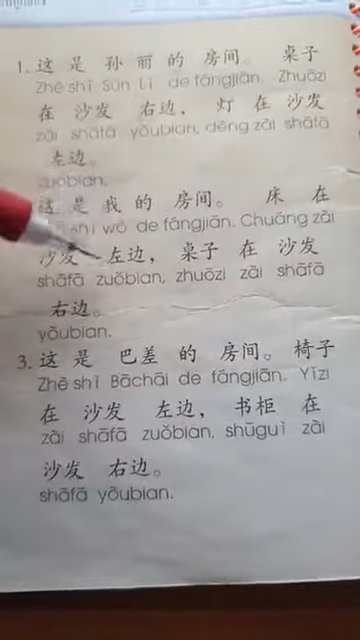 1. 这 是 孙 丽 的 房间。 桌子
Zhè shì Sūn Lì de fángjiān. Zhuōzi
在 沙发 右边， 灯 在 沙发
zài shāfā yòubian, dēng zài shāfā
左边。
zuǒbian.
这 是 我 的 房间。 床 在
shì wǒ de fángjiān. Chuáng zài
沙发 左边， 桌子 在 沙发
shāfā zuǒbian, zhuōzi zài shāfā
右边。
yòubian.
3. 这 是 巴差 的 房间。 椅子
Zhè shì Bāchāi de fángjiān. Yǐzi
在 沙发 左边， 书柜 在
zài shāfā zuǒbian, shūguì zài
沙发 右边。
shāfā yòubian.